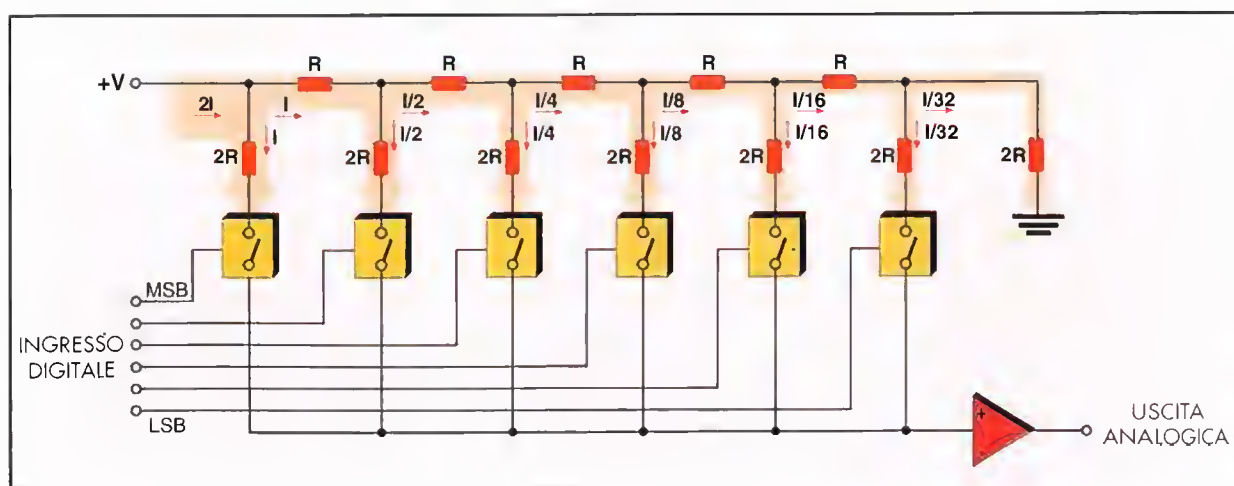 R R R R R
+V
2I I I/2 I/4 I/8 I/16 I/32
I I/2 I/4 I/8 I/16 I/32
2R 2R 2R 2R 2R 2R 2R
MSB
INGRESSO
DIGITALE
LSB
+
-
USCITA
ANALOGICA